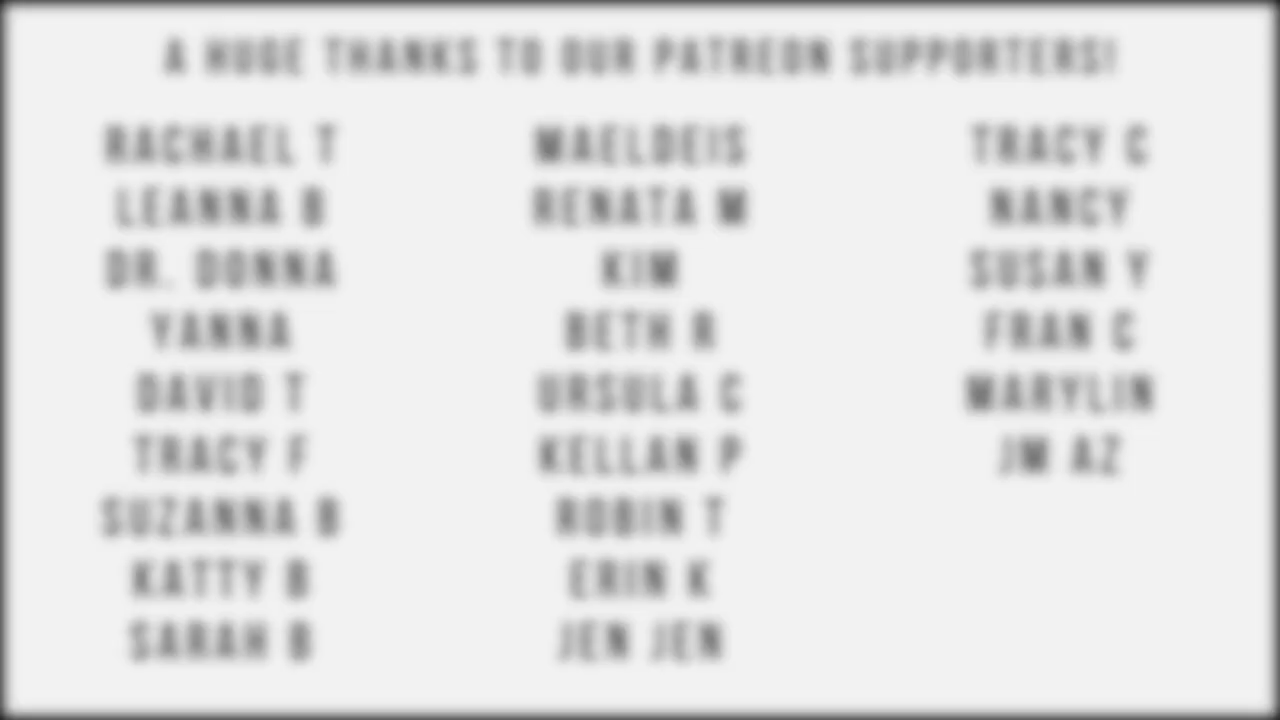 A HUGE THANKS TO OUR PATREON SUPPORTERS!
RACHAEL T
LEANNA B
DR. DONNA
YANNA
DAVID T
TRACY F
SUZANNA B
KATTY B
SARAH B
MAELDEIS
RENATA M
KIM
BETH R
URSULA C
KELLAN P
ROBIN T
ERIN K
JEN JEN
TRACY C
NANCY
SUSAN Y
FRAN C
MARYLIN
JM AZ